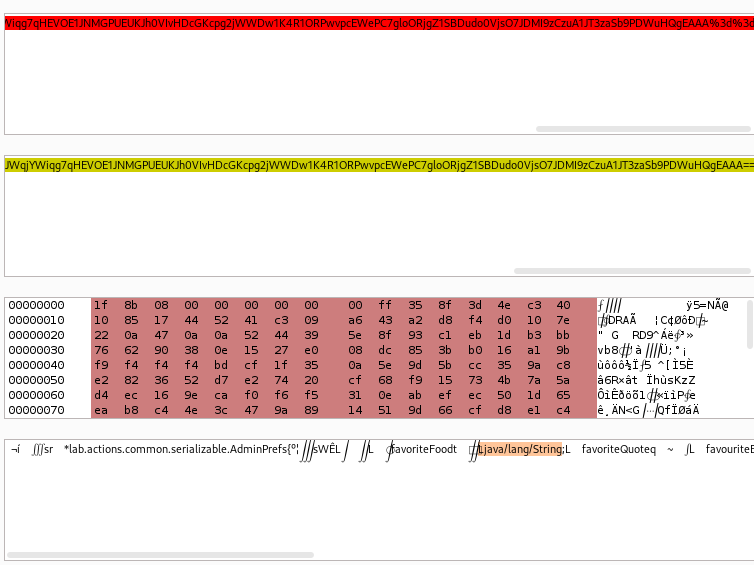 Viqg7qHEVOE1JNMGPUEUKJh0VIvHDcGKcpg2jWWDw1K4R1ORPwvpcEWePC7gloORjgZ1SBDudo0VjsO7JDMl9zCzuA1JT3zaSb9PDWuHQgEAAA%3d%3d
JWqjYWiqg7qHEVOE1JNMGPUEUKJh0VIvHDcGKcpg2jWWDw1K4R1ORPwvpcEWePC7gloORjgZ1SBDudo0VjsO7JDMl9zCzuA1JT3zaSb9PDWuHQgEAAA==
00000000 1f 8b 08 00 00 00 00 00 00 ff 35 8f 3d 4e c3 40 ÿ5=NÃ@
00000010 10 85 17 44 52 41 c3 09 a6 43 a2 d8 f4 d0 10 7e DRAÃ ¦C¢ØôÐ ~
00000020 22 0a 47 0a 0a 52 44 39 5e 8f 93 c1 eb 1d b3 bb " G RD9^ Áë ³»
00000030 76 62 90 38 0e 15 27 e0 08 dc 85 3b b0 16 a1 9b vb8 'à Ü;°¡
00000040 f9 f4 f4 f4 bd cf 1f 35 0a 5e 9d 5b cc 35 9a c8 ùôôô½Ï 5 ^[Ì5È
00000050 e2 82 36 52 d7 e2 74 20 cf 68 f9 15 73 4b 7a 5a â6R×ât ÏhùsKzZ
00000060 d4 ec 16 9e ca f0 f6 f5 31 0e ab ef ec 50 1d 65 Ôì Êðöõ1 «ïìP e
00000070 ea b8 c4 4e 3c 47 9a 89 14 51 9d 66 cf d8 e1 c4 ê¸ÄN<G QfÏØáÄ
¬í sr *lab.actions.common.serializable.AdminPrefs{ sWÊL L favoriteFoodt Ljava/lang/String;L favoriteQuoteq ~ L favouriteB